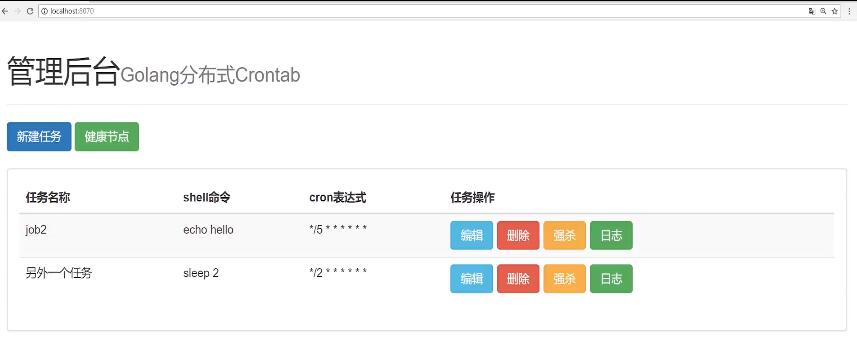 localhost:8070
管理后台Golang分布式Crontab
新建任务 健康节点
任务名称 shell命令 cron表达式 任务操作
job2 echo hello */5 * * * * * * 编辑 删除 强杀 日志
另外一个任务 sleep 2 */2 * * * * * * 编辑 删除 强杀 日志